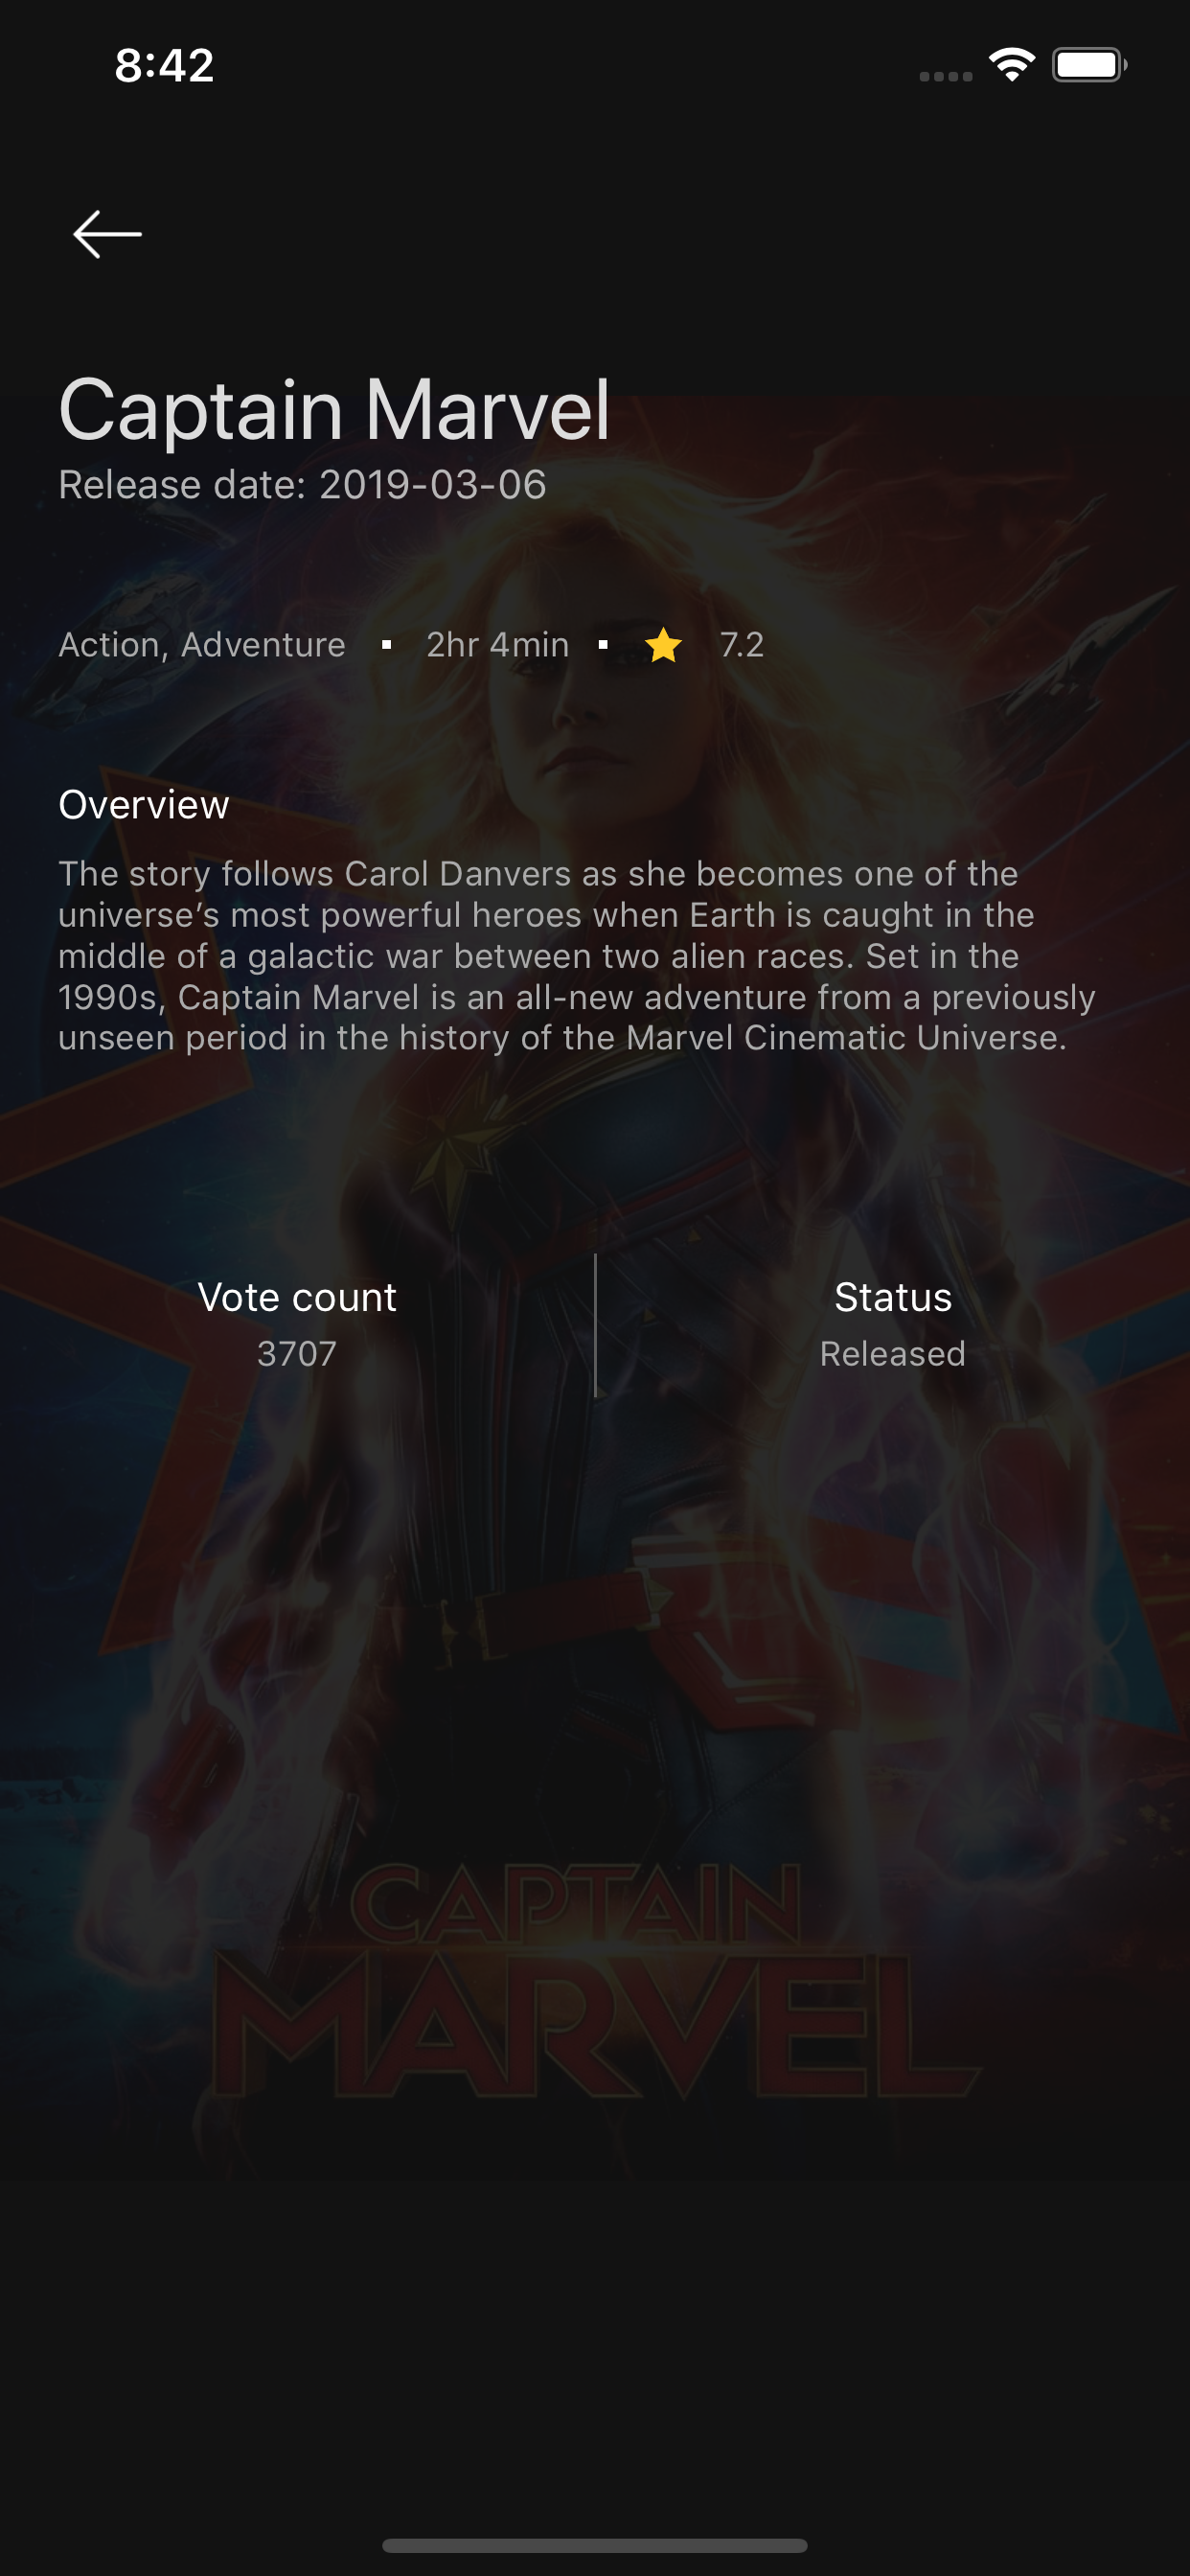 8:42
Captain Marvel
Release date: 2019-03-06
Action, Adventure ▪ 2hr 4min ▪ ⭐ 7.2
Overview
The story follows Carol Danvers as she becomes one of the
universe’s most powerful heroes when Earth is caught in the
middle of a galactic war between two alien races. Set in the
1990s, Captain Marvel is an all-new adventure from a previously
unseen period in the history of the Marvel Cinematic Universe.
Vote count
3707
Status
Released
CAPTAIN
MARVEL